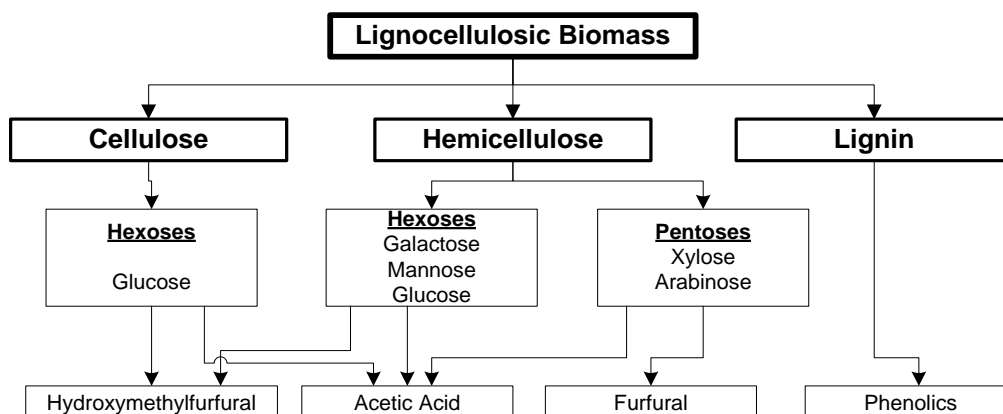 Lignocellulosic Biomass
Cellulose
Hemicellulose
Lignin
Hexoses
Glucose
Hexoses
Galactose
Mannose
Glucose
Pentoses
Xylose
Arabinose
Hydroxymethylfurfural
Acetic Acid
Furfural
Phenolics